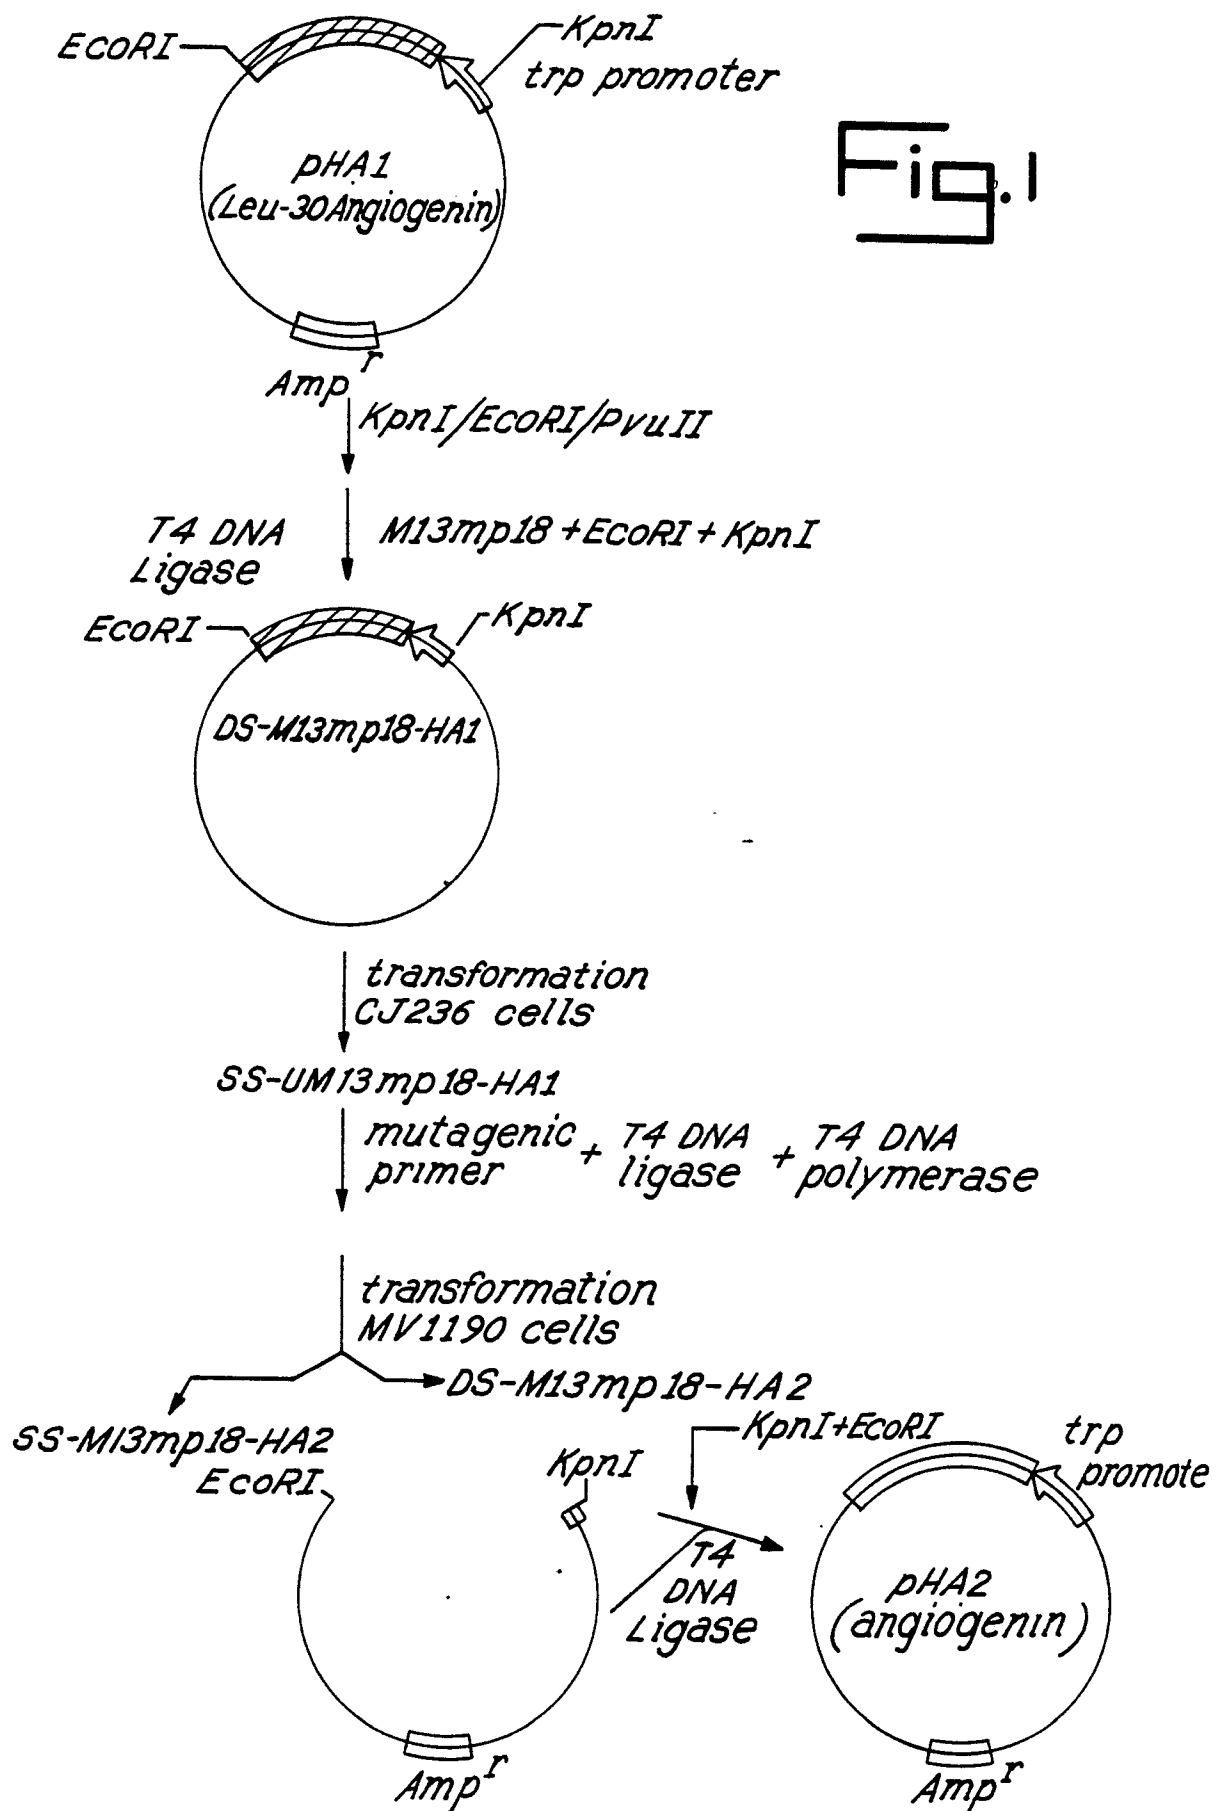 EcoRI
KpnI
trp promoter
Fig. 1
pHA1
(Leu-30Angiogenin)
Amp r
KpnI/EcoRI/PvuII
T4 DNA
Ligase
M13mp18 + EcoRI + KpnI
EcoRI
KpnI
DS-M13mp18-HA1
transformation
CJ236 cells
SS-UM13mp18-HA1
mutagenic
primer
+
T4 DNA
ligase
+
T4 DNA
polymerase
transformation
MV1190 cells
DS-M13mp18-HA2
SS-M13mp18-HA2
KpnI+EcoRI
trp
promote
EcoRI
KpnI
T4
DNA
Ligase
pHA2
(angiogenin)
Amp r
Amp r